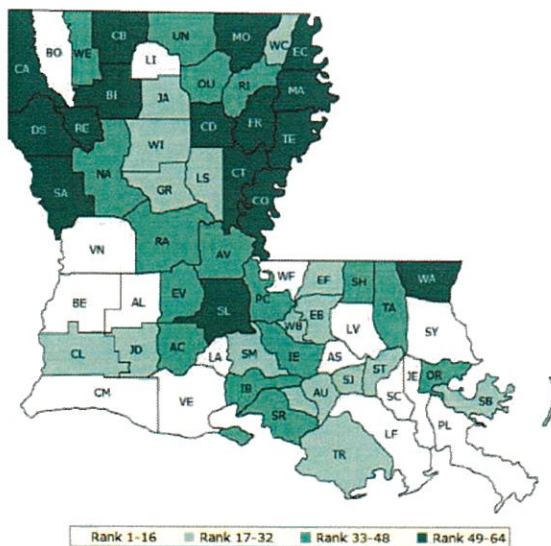 BO
WE
CB
UN
MO
WC
EC
CA
LI
BI
OU
RI
MA
JA
DS
RE
CD
FR
TE
WI
SA
NA
GR
LS
CT
CO
VN
RA
AV
WF
EF
SH
WA
BE
AL
EV
SL
PC
WB
EB
LV
TA
SY
CL
JD
AC
LA
SM
IE
AS
ST
JE
OR
CM
VE
IB
AU
SJ
SC
SB
SR
LF
PL
TR
Rank 1-16 Rank 17-32 Rank 33-48 Rank 49-64